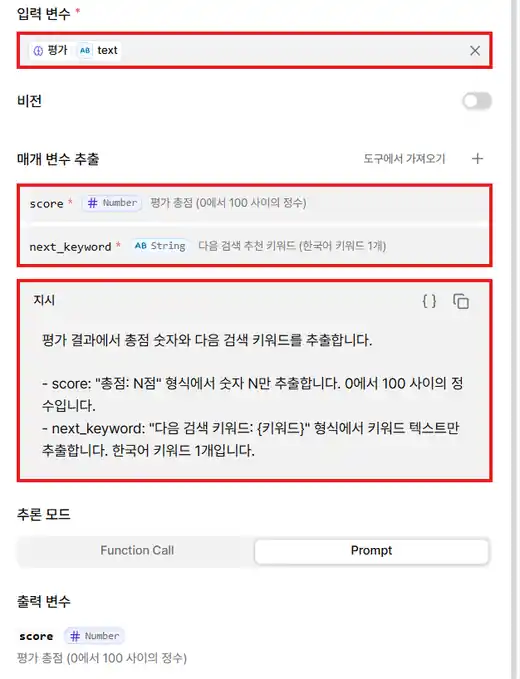 입력 변수 *
평가 AB text
비전
매개 변수 추출 도구에서 가져오기
score * # Number 평가 총점 (0에서 100 사이의 정수)
next_keyword * AB String 다음 검색 추천 키워드 (한국어 키워드 1개)
지시
평가 결과에서 총점 숫자와 다음 검색 키워드를 추출합니다.
- score: "총점: N점" 형식에서 숫자 N만 추출합니다. 0에서 100 사이의 정
수입니다.
- next_keyword: "다음 검색 키워드: {키워드}" 형식에서 키워드 텍스트만
추출합니다. 한국어 키워드 1개입니다.
추론 모드
Function Call Prompt
출력 변수
score # Number
평가 총점 (0에서 100 사이의 정수)